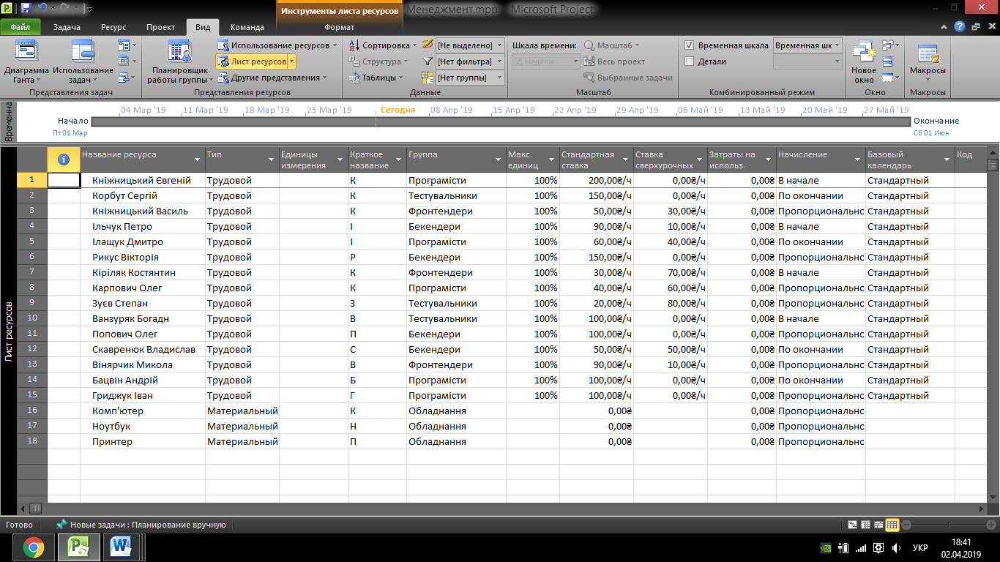 Инструменты листа ресурсов
Менеджмент.mpp - Microsoft Project
Файл Задача Ресурс Проект Вид Команда Формат
Диаграмма Ганта
Использование задач
Представления задач
Планировщик работы группы
Использование ресурсов
Лист ресурсов
Другие представления
Представления ресурсов
Сортировка
Структура
Таблицы
[Не выделено]
[Нет фильтра]
[Нет группы]
Данные
Шкала времени:
[2] Недели
Масштаб
Весь проект
Выбранные задачи
Масштаб
Временная шкала Временная шк
Детали
Комбинированный режим
Новое окно
Окно
Макросы
Макросы
Временна
04 Мар '19 11 Мар '19 18 Мар '19 25 Мар '19 Сегодня 08 Апр '19 15 Апр '19 22 Апр '19 29 Апр '19 06 Май '19 13 Май '19 20 Май '19 27 Май '19
Начало
Пт 01 Мар
Окончание
Сб 01 Июн
Лист ресурсов
Название ресурса Тип Единицы измерения Краткое название Группа Макс. единиц Стандартная ставка Ставка сверхурочных Затраты на использ. Начисление Базовый календарь Код
1 Кніжницький Євгеній Трудовой К Програмісти 100% 200,00₴/ч 0,00₴/ч 0,00₴ В начале Стандартный
2 Корбут Сергій Трудовой К Тестувальники 100% 150,00₴/ч 0,00₴/ч 0,00₴ По окончании Стандартный
3 Кніжницький Василь Трудовой К Фронтендери 100% 50,00₴/ч 30,00₴/ч 0,00₴ Пропорционально Стандартный
4 Ільчук Петро Трудовой І Бекендери 100% 90,00₴/ч 10,00₴/ч 0,00₴ В начале Стандартный
5 Ілащук Дмитро Трудовой І Програмісти 100% 60,00₴/ч 40,00₴/ч 0,00₴ По окончании Стандартный
6 Рикус Вікторія Трудовой Р Бекендери 100% 150,00₴/ч 0,00₴/ч 0,00₴ Пропорционально Стандартный
7 Кіріляк Костянтин Трудовой К Фронтендери 100% 30,00₴/ч 70,00₴/ч 0,00₴ В начале Стандартный
8 Карпович Олег Трудовой К Програмісти 100% 40,00₴/ч 60,00₴/ч 0,00₴ Пропорционально Стандартный
9 Зуєв Степан Трудовой З Тестувальники 100% 20,00₴/ч 80,00₴/ч 0,00₴ Пропорционально Стандартный
10 Ванзуряк Богадн Трудовой В Тестувальники 100% 100,00₴/ч 0,00₴/ч 0,00₴ В начале Стандартный
11 Попович Олег Трудовой П Бекендери 100% 100,00₴/ч 0,00₴/ч 0,00₴ Пропорционально Стандартный
12 Скавренюк Владислав Трудовой С Бекендери 100% 50,00₴/ч 50,00₴/ч 0,00₴ По окончании Стандартный
13 Вінярчик Микола Трудовой В Фронтендери 100% 90,00₴/ч 10,00₴/ч 0,00₴ Пропорционально Стандартный
14 Бацвін Андрій Трудовой Б Програмісти 100% 100,00₴/ч 0,00₴/ч 0,00₴ По окончании Стандартный
15 Гриджук Іван Трудовой Г Програмісти 100% 100,00₴/ч 0,00₴/ч 0,00₴ Пропорционально Стандартный
16 Комп'ютер Материальный К Обладнання 0,00₴ 0,00₴ Пропорционально
17 Ноутбук Материальный Н Обладнання 0,00₴ 0,00₴ Пропорционально
18 Принтер Материальный П Обладнання 0,00₴ 0,00₴ Пропорционально
Готово Новые задачи : Планирование вручную
УКР
18:41
02.04.2019